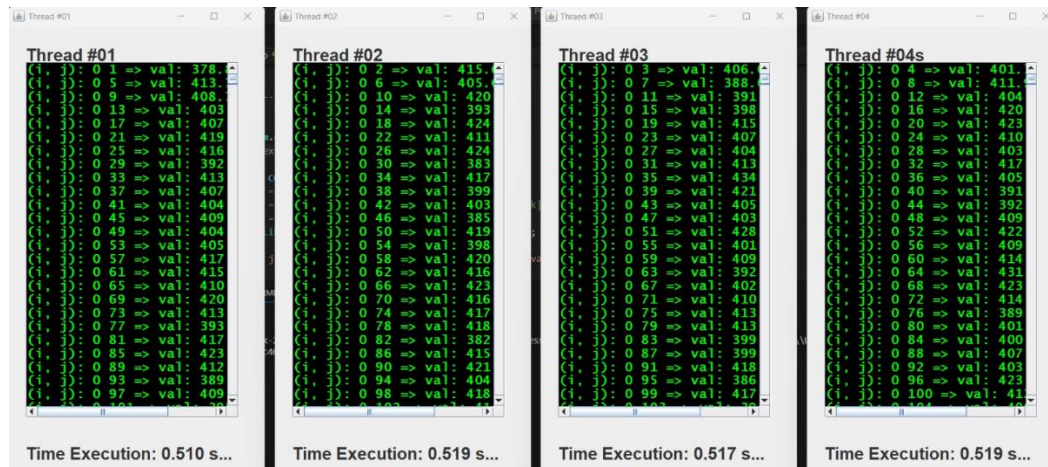 Thread #01
Thread #01
(i, j): 0 1 => val: 378.
(i, j): 0 5 => val: 413.
(i, j): 0 9 => val: 408.
(i, j): 0 13 => val: 403
(i, j): 0 17 => val: 407
(i, j): 0 21 => val: 419
(i, j): 0 25 => val: 416
(i, j): 0 29 => val: 392
(i, j): 0 33 => val: 413
(i, j): 0 37 => val: 407
(i, j): 0 41 => val: 404
(i, j): 0 45 => val: 409
(i, j): 0 49 => val: 404
(i, j): 0 53 => val: 405
(i, j): 0 57 => val: 417
(i, j): 0 61 => val: 415
(i, j): 0 65 => val: 410
(i, j): 0 69 => val: 420
(i, j): 0 73 => val: 413
(i, j): 0 77 => val: 393
(i, j): 0 81 => val: 417
(i, j): 0 85 => val: 423
(i, j): 0 89 => val: 412
(i, j): 0 93 => val: 389
(i, j): 0 97 => val: 409
Time Execution: 0.510 s...
Thread #02
Thread #02
(i, j): 0 2 => val: 415.
(i, j): 0 6 => val: 405.
(i, j): 0 10 => val: 420
(i, j): 0 14 => val: 393
(i, j): 0 18 => val: 424
(i, j): 0 22 => val: 411
(i, j): 0 26 => val: 424
(i, j): 0 30 => val: 383
(i, j): 0 34 => val: 417
(i, j): 0 38 => val: 399
(i, j): 0 42 => val: 403
(i, j): 0 46 => val: 385
(i, j): 0 50 => val: 419
(i, j): 0 54 => val: 398
(i, j): 0 58 => val: 420
(i, j): 0 62 => val: 416
(i, j): 0 66 => val: 423
(i, j): 0 70 => val: 416
(i, j): 0 74 => val: 417
(i, j): 0 78 => val: 418
(i, j): 0 82 => val: 382
(i, j): 0 86 => val: 415
(i, j): 0 90 => val: 421
(i, j): 0 94 => val: 404
(i, j): 0 98 => val: 418
Time Execution: 0.519 s...
Thraed #03
Thread #03
(i, j): 0 3 => val: 406.
(i, j): 0 7 => val: 388.
(i, j): 0 11 => val: 391
(i, j): 0 15 => val: 398
(i, j): 0 19 => val: 415
(i, j): 0 23 => val: 407
(i, j): 0 27 => val: 404
(i, j): 0 31 => val: 413
(i, j): 0 35 => val: 434
(i, j): 0 39 => val: 421
(i, j): 0 43 => val: 405
(i, j): 0 47 => val: 403
(i, j): 0 51 => val: 428
(i, j): 0 55 => val: 401
(i, j): 0 59 => val: 409
(i, j): 0 63 => val: 392
(i, j): 0 67 => val: 402
(i, j): 0 71 => val: 410
(i, j): 0 75 => val: 413
(i, j): 0 79 => val: 413
(i, j): 0 83 => val: 399
(i, j): 0 87 => val: 399
(i, j): 0 91 => val: 418
(i, j): 0 95 => val: 386
(i, j): 0 99 => val: 417
Time Execution: 0.517 s...
Thread #04
Thread #04s
(i, j): 0 4 => val: 401.
(i, j): 0 8 => val: 411.
(i, j): 0 12 => val: 404
(i, j): 0 16 => val: 420
(i, j): 0 20 => val: 423
(i, j): 0 24 => val: 410
(i, j): 0 28 => val: 403
(i, j): 0 32 => val: 417
(i, j): 0 36 => val: 405
(i, j): 0 40 => val: 391
(i, j): 0 44 => val: 392
(i, j): 0 48 => val: 409
(i, j): 0 52 => val: 422
(i, j): 0 56 => val: 409
(i, j): 0 60 => val: 414
(i, j): 0 64 => val: 431
(i, j): 0 68 => val: 423
(i, j): 0 72 => val: 414
(i, j): 0 76 => val: 389
(i, j): 0 80 => val: 401
(i, j): 0 84 => val: 400
(i, j): 0 88 => val: 407
(i, j): 0 92 => val: 403
(i, j): 0 96 => val: 423
(i, j): 0 100 => val: 41
Time Execution: 0.519 s...